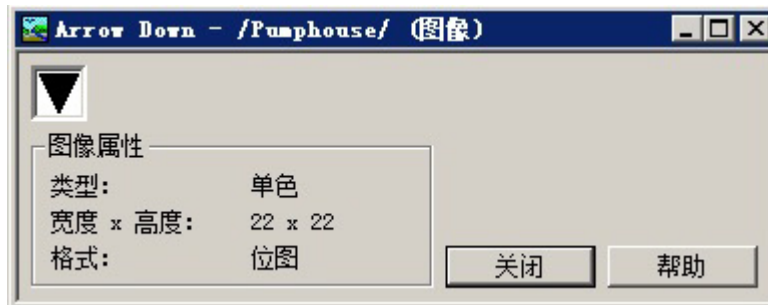 Arrow Down - /Pumphouse/ (图像)
图像属性
类型: 单色
宽度 x 高度: 22 x 22
格式: 位图
关闭 帮助